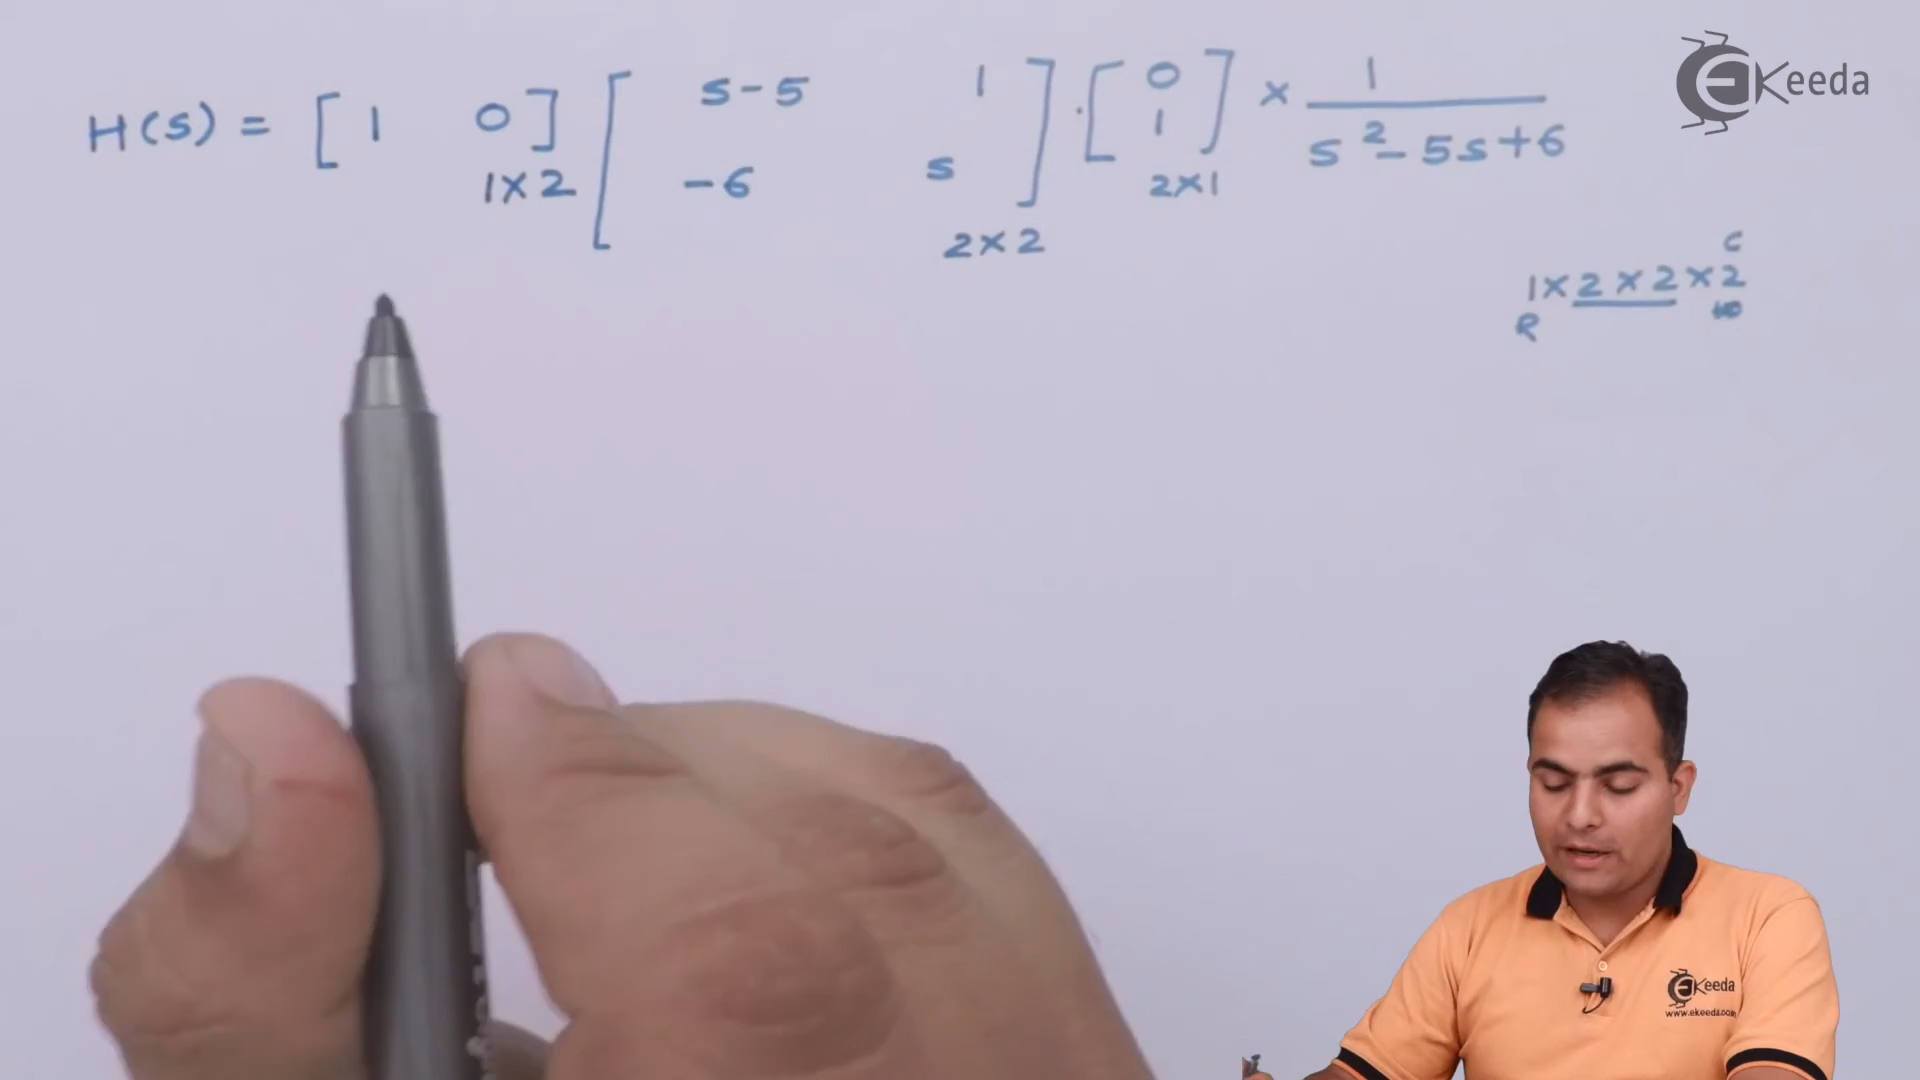 H(s) = [ 1 0 ] [ s-5 1 ] . [ 0 ] × 1
-6 s 1 s²-5s+6
1×2 2×2 2×1
C
1×2×2×2
R
EKeeda
EKeeda
www.ekeeda.com